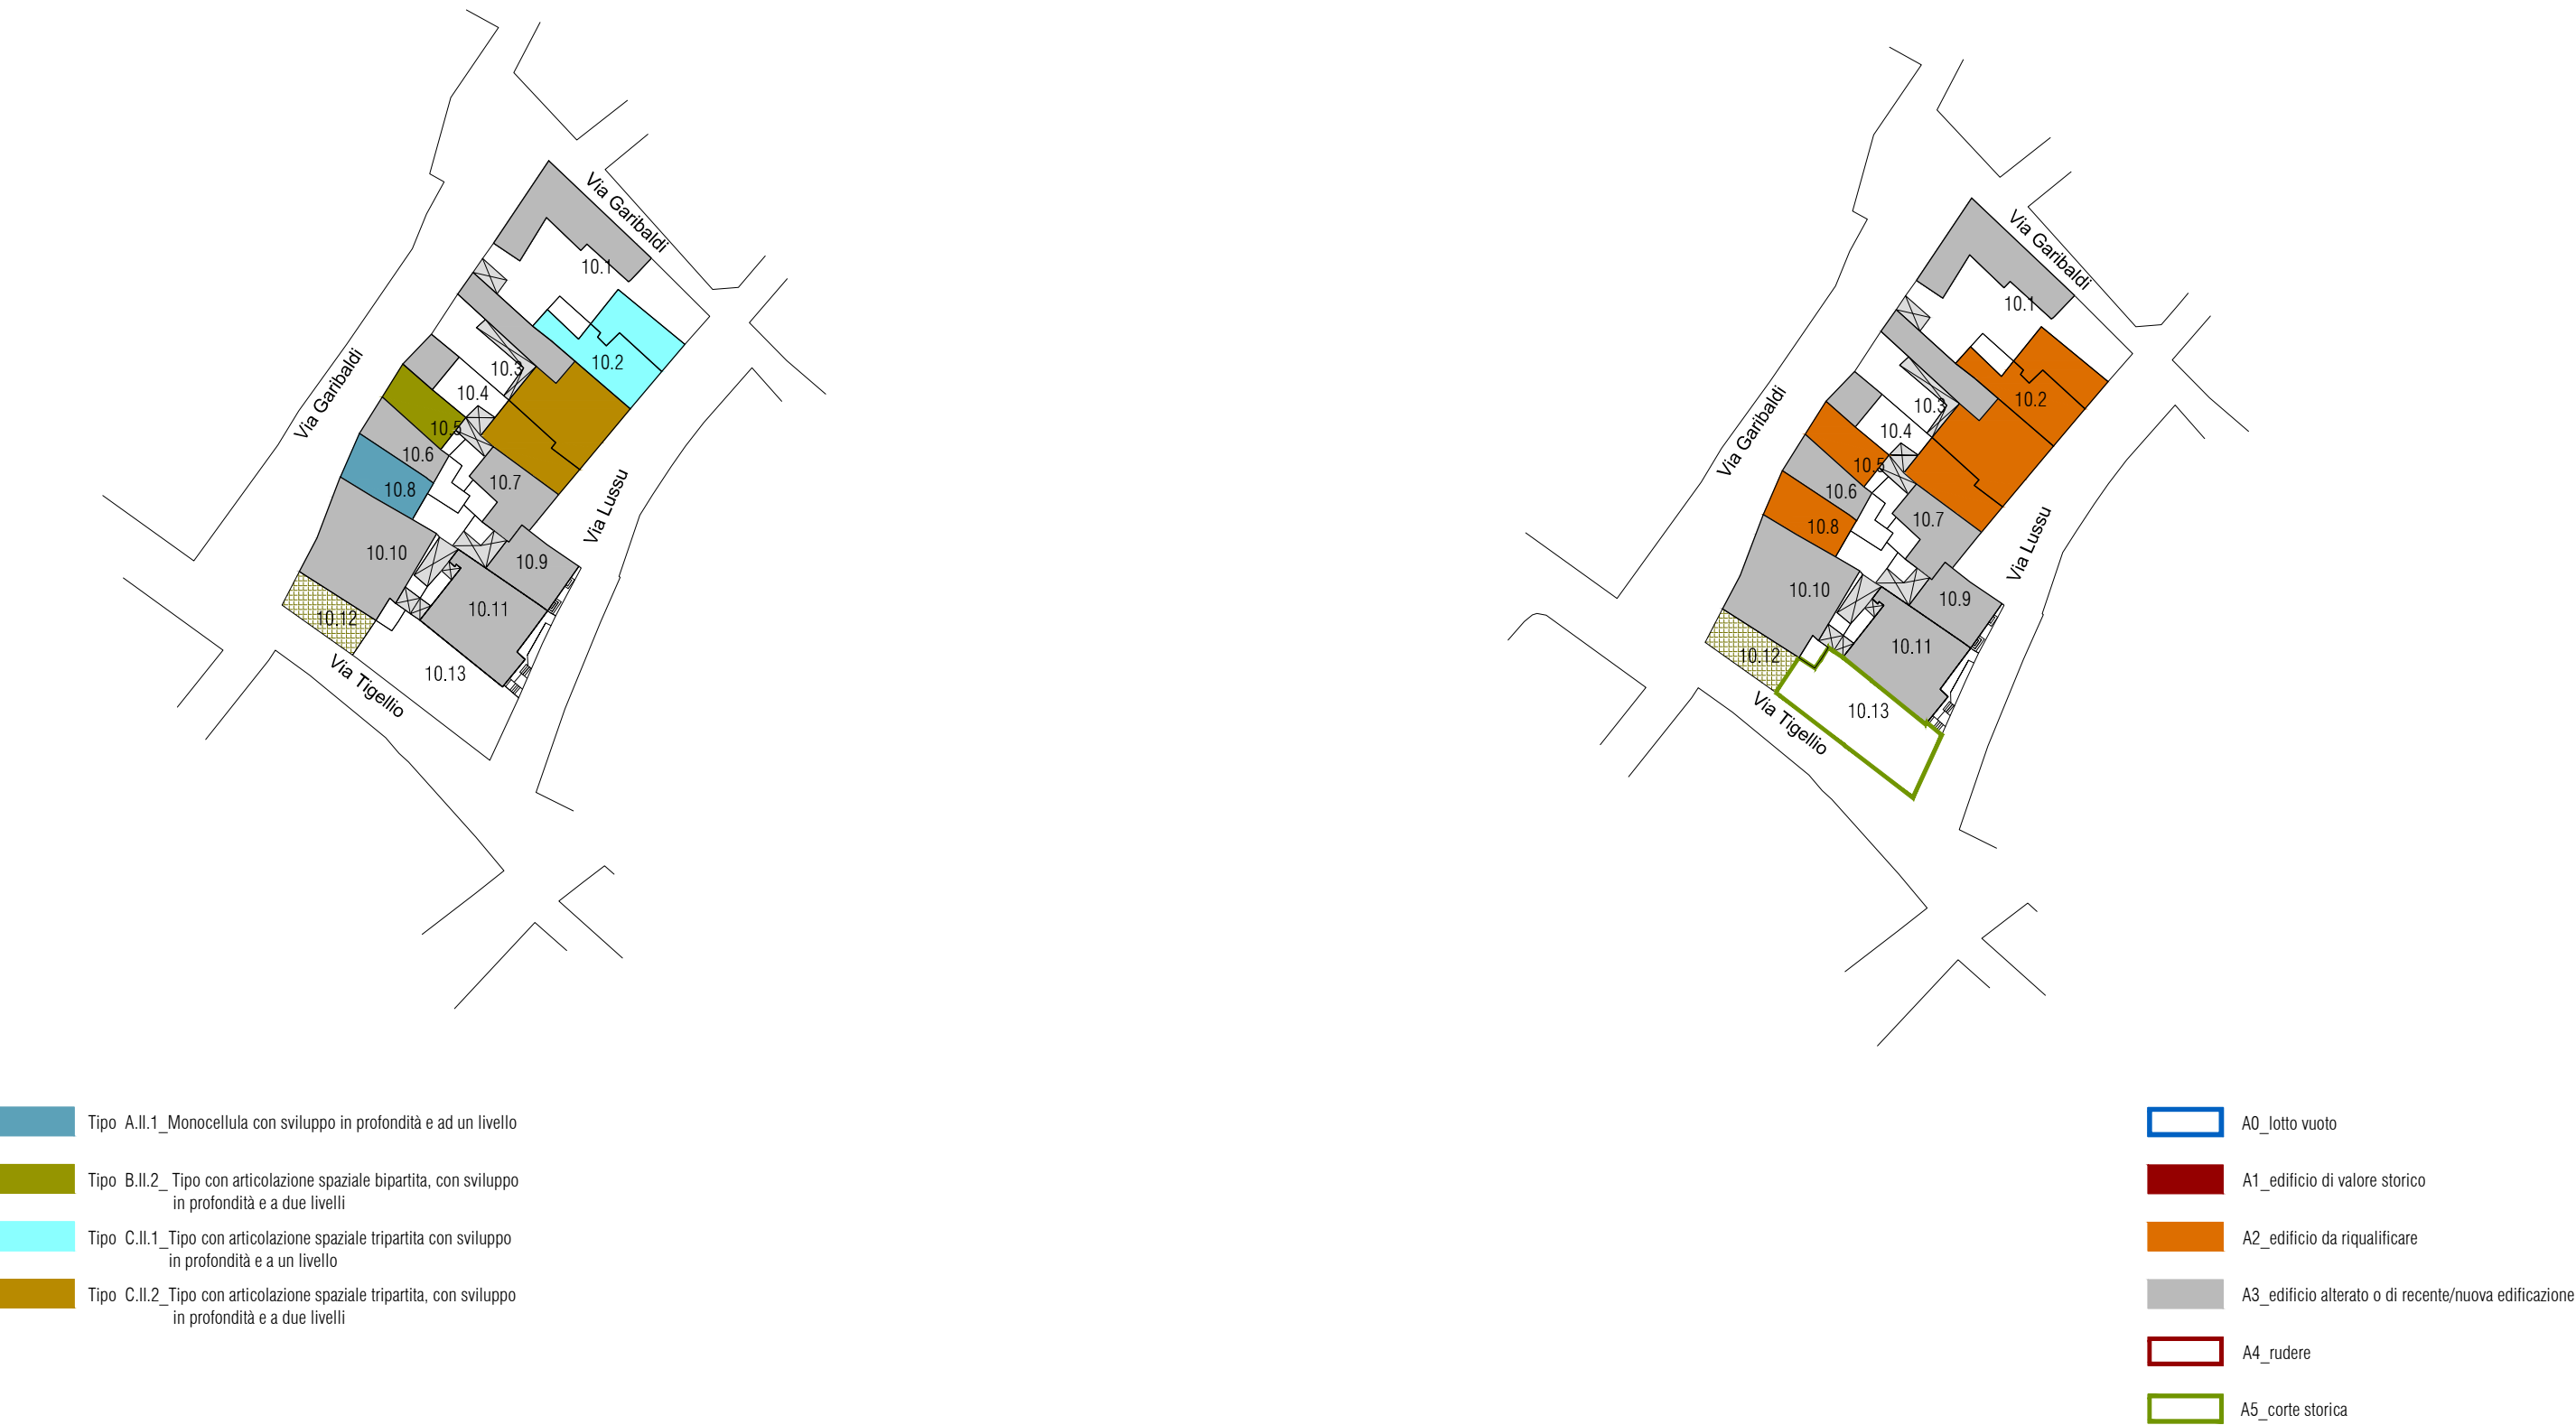 Via Garibaldi
10.1
10.2
10.3
10.4
Via Garibaldi
10.5
10.6
10.7
10.8
Via Lussu
10.10
10.9
10.11
10.12
10.13
Via Tigellio
Via Garibaldi
10.1
10.2
10.3
10.4
Via Garibaldi
10.5
10.6
10.7
10.8
Via Lussu
10.10
10.9
10.11
10.12
10.13
Via Tigellio
Tipo A.II.1_Monocellula con sviluppo in profondità e ad un livello
Tipo B.II.2_ Tipo con articolazione spaziale bipartita, con sviluppo
in profondità e a due livelli
Tipo C.II.1_Tipo con articolazione spaziale tripartita con sviluppo
in profondità e a un livello
Tipo C.II.2_Tipo con articolazione spaziale tripartita, con sviluppo
in profondità e a due livelli
A0_lotto vuoto
A1_edificio di valore storico
A2_edificio da riqualificare
A3_edificio alterato o di recente/nuova edificazione
A4_rudere
A5_corte storica